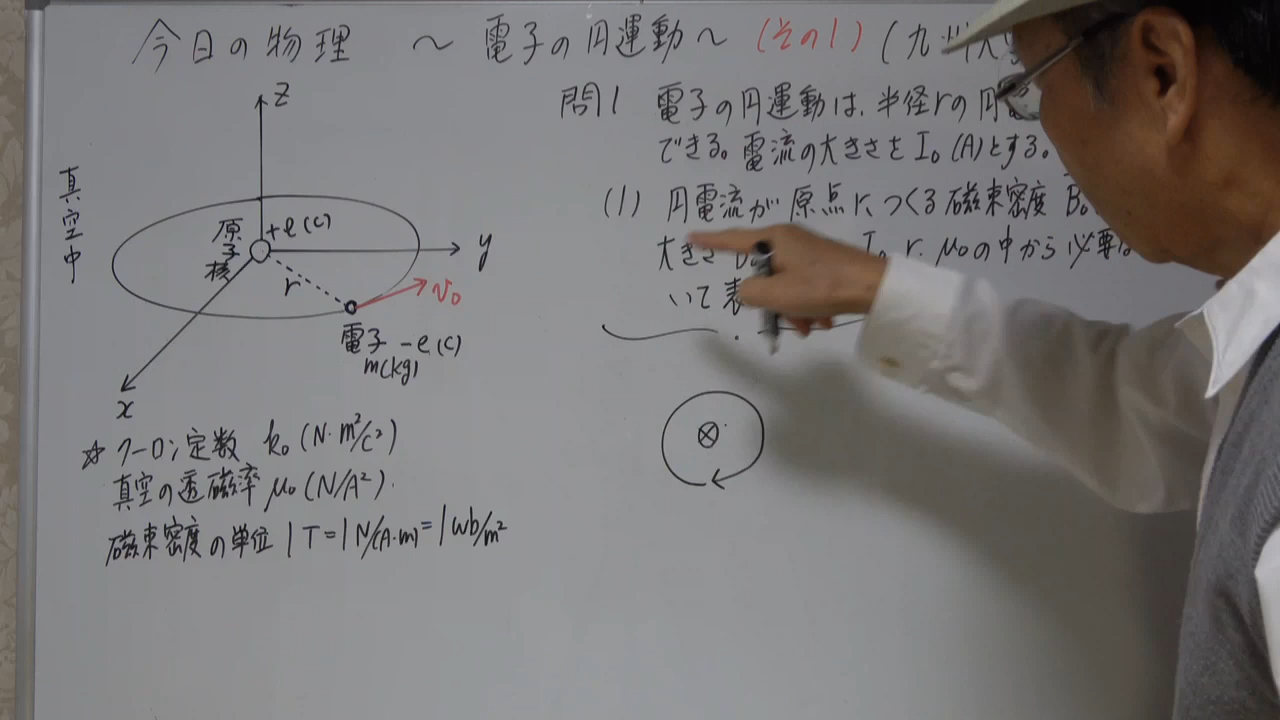 今日の物理 ~ 電子の円運動~ (その1) (九州大
z
真空中
原子核
+e(c)
y
r
v₀
電子 -e(c)
m(kg)
x
☆ クーロン定数 k₀(N·m²/c²)
真空の透磁率 μ₀(N/A²).
磁束密度の単位 1T=1N/(A·m)=1wb/m²
問1 電子の円運動は、半径rの円電
できる。電流の大きさをI₀(A)とする。
(1) 円電流が原点につくる磁束密度 B₀
大きさ I₀ r. μ₀の中から必要な
いて表